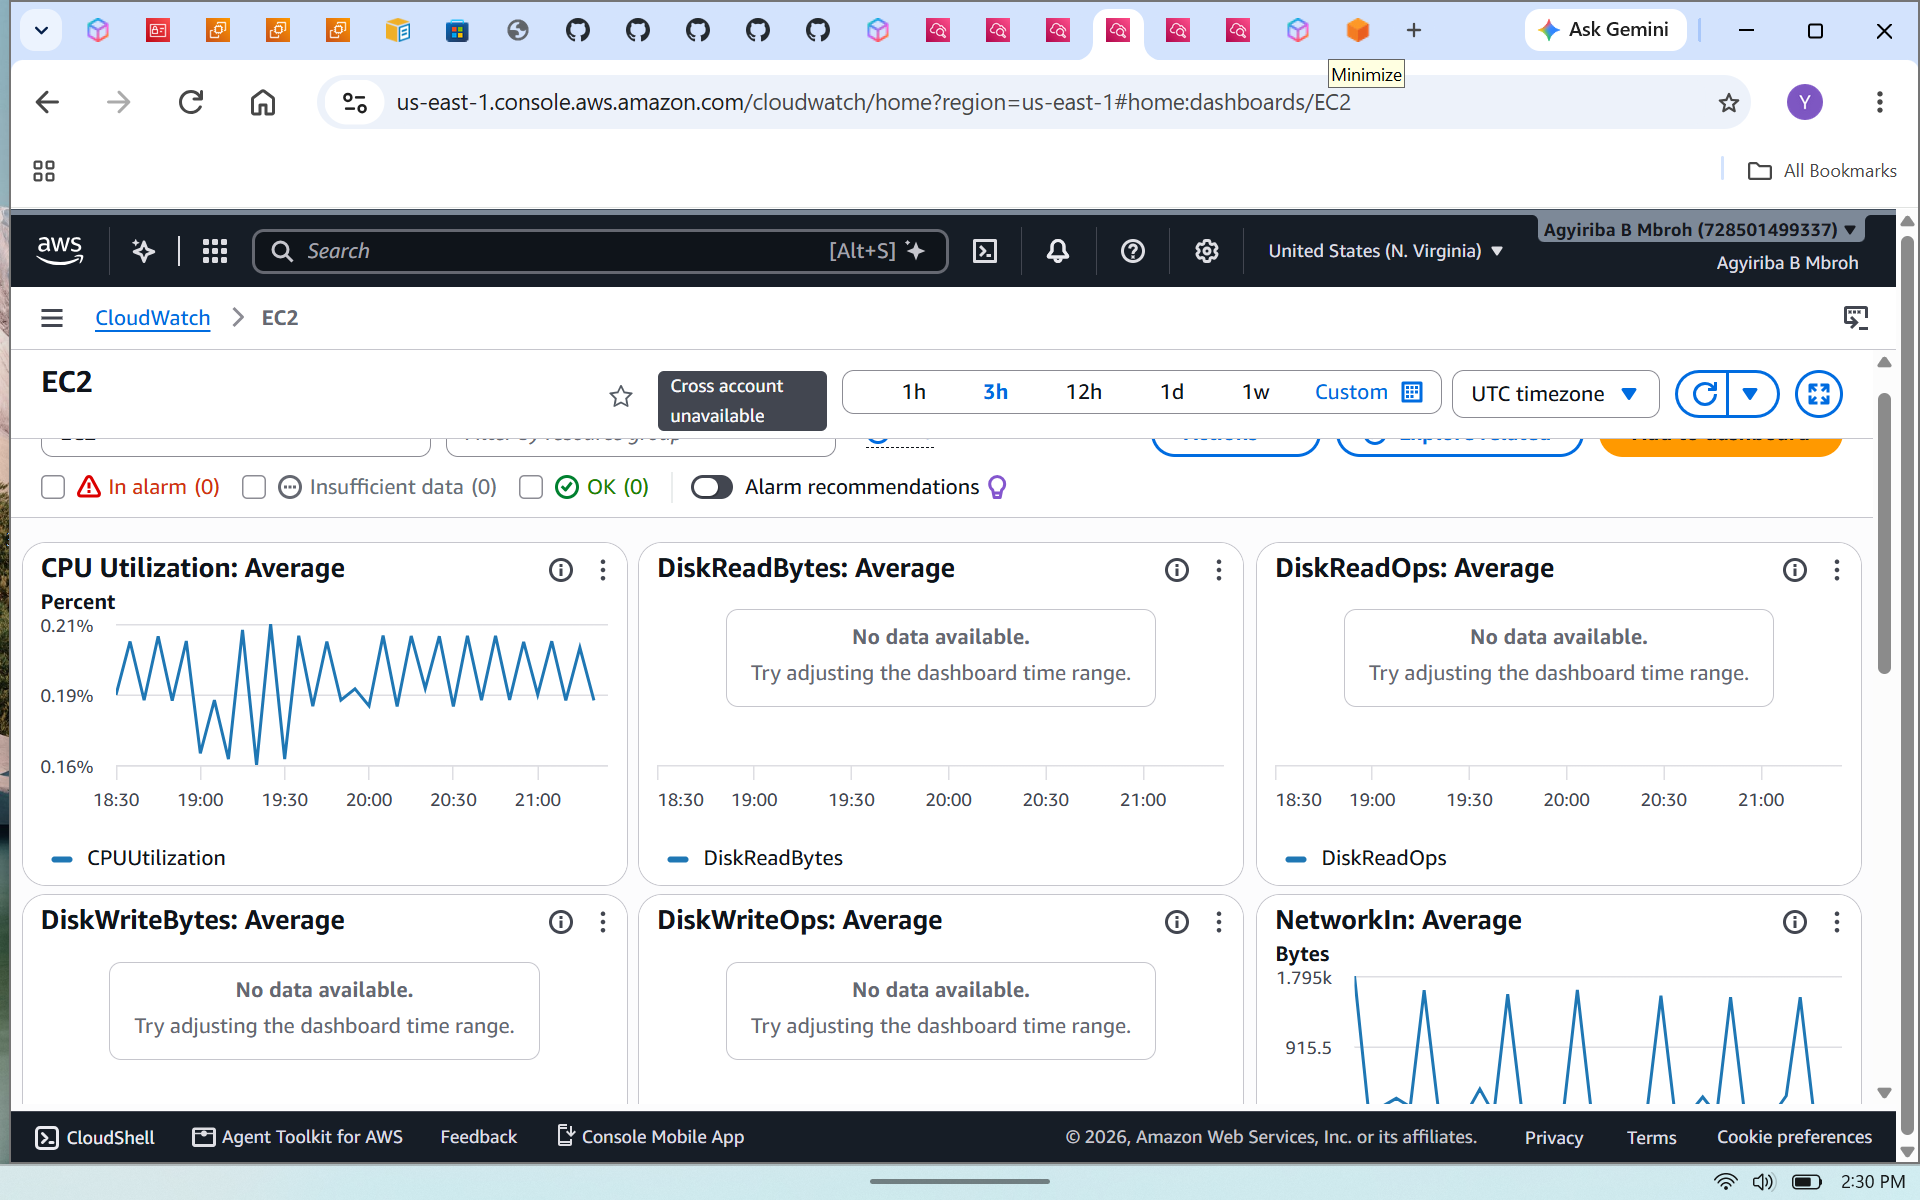 Ask Gemini
Minimize
us-east-1.console.aws.amazon.com/cloudwatch/home?region=us-east-1#home:dashboards/EC2
Y
All Bookmarks
aws
Search [Alt+S]
United States (N. Virginia)
Agyiriba B Mbroh (728501499337)
Agyiriba B Mbroh
CloudWatch
EC2
EC2
Cross account
unavailable
1h 3h 12h 1d 1w Custom
UTC timezone
In alarm (0)
Insufficient data (0)
OK (0)
Alarm recommendations
CPU Utilization: Average
Percent
0.21%
0.19%
0.16%
18:30 19:00 19:30 20:00 20:30 21:00
CPUUtilization
DiskReadBytes: Average
No data available.
Try adjusting the dashboard time range.
18:30 19:00 19:30 20:00 20:30 21:00
DiskReadBytes
DiskReadOps: Average
No data available.
Try adjusting the dashboard time range.
18:30 19:00 19:30 20:00 20:30 21:00
DiskReadOps
DiskWriteBytes: Average
No data available.
Try adjusting the dashboard time range.
DiskWriteOps: Average
No data available.
Try adjusting the dashboard time range.
NetworkIn: Average
Bytes
1.795k
915.5
CloudShell
Agent Toolkit for AWS
Feedback
Console Mobile App
© 2026, Amazon Web Services, Inc. or its affiliates.
Privacy
Terms
Cookie preferences
2:30 PM